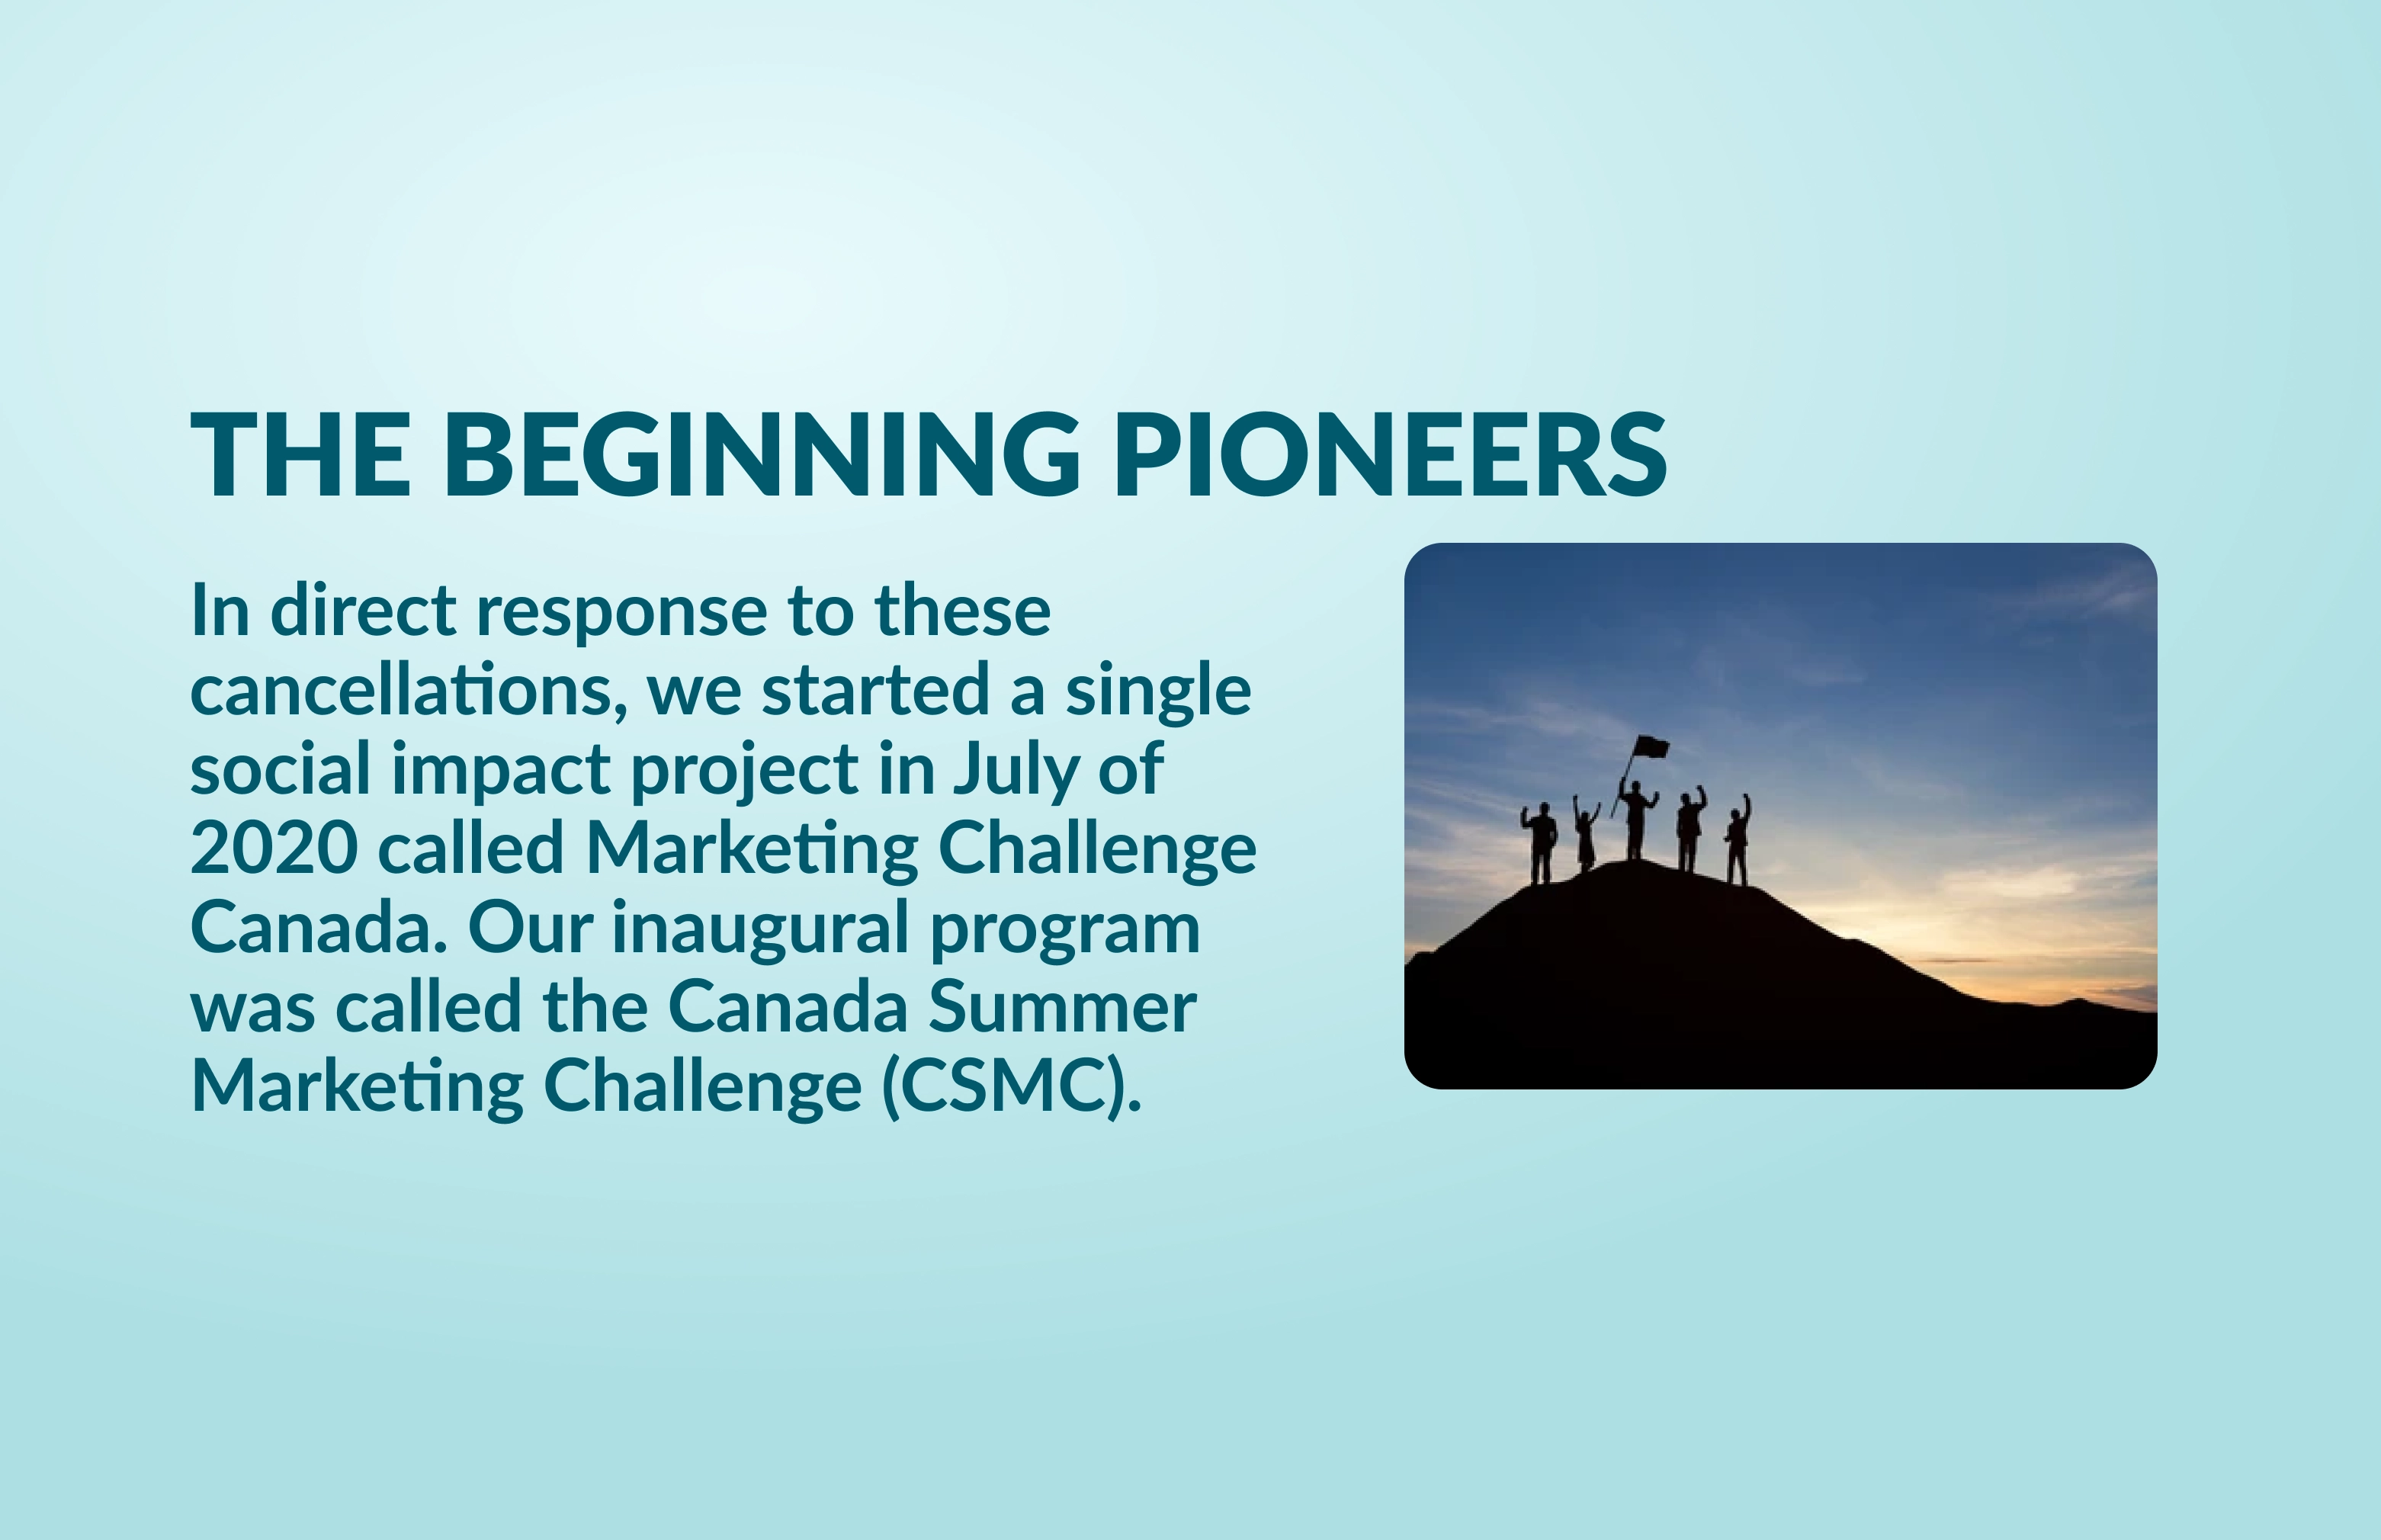 THE BEGINNING PIONEERS
In direct response to these
cancellations, we started a single
social impact project in July of
2020 called Marketing Challenge
Canada. Our inaugural program
was called the Canada Summer
Marketing Challenge (CSMC).